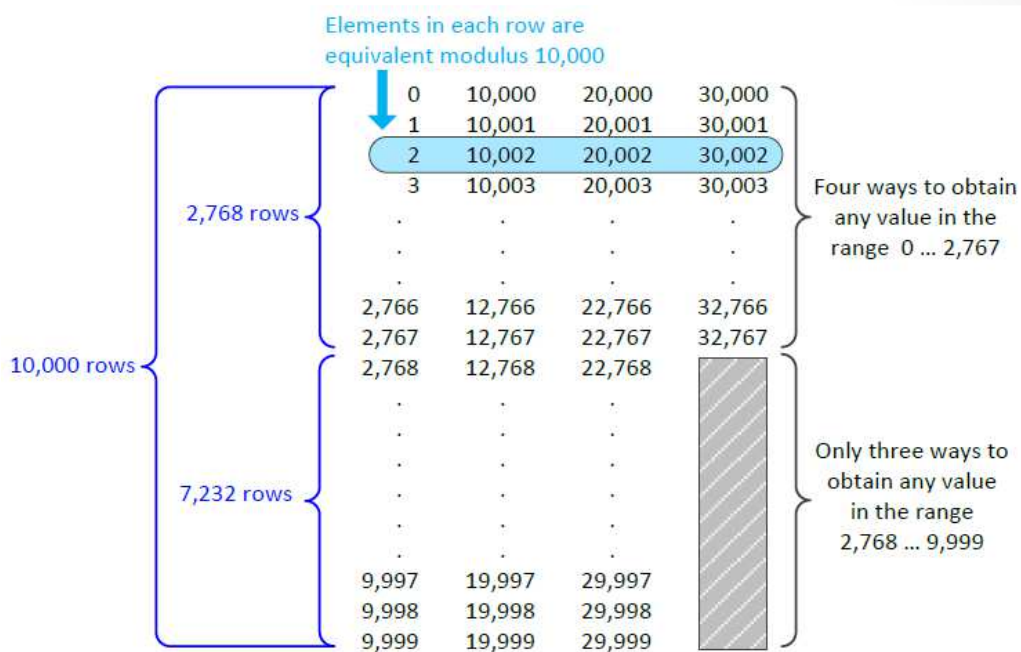 Elements in each row are
equivalent modulus 10,000
0 10,000 20,000 30,000
1 10,001 20,001 30,001
2 10,002 20,002 30,002
3 10,003 20,003 30,003
. . . .
. . . .
. . . .
2,766 12,766 22,766 32,766
2,767 12,767 22,767 32,767
2,768 12,768 22,768
. . .
. . .
. . .
. . .
. . .
. . .
9,997 19,997 29,997
9,998 19,998 29,998
9,999 19,999 29,999
10,000 rows
2,768 rows
7,232 rows
Four ways to obtain
any value in the
range 0 ... 2,767
Only three ways to
obtain any value
in the range
2,768 ... 9,999